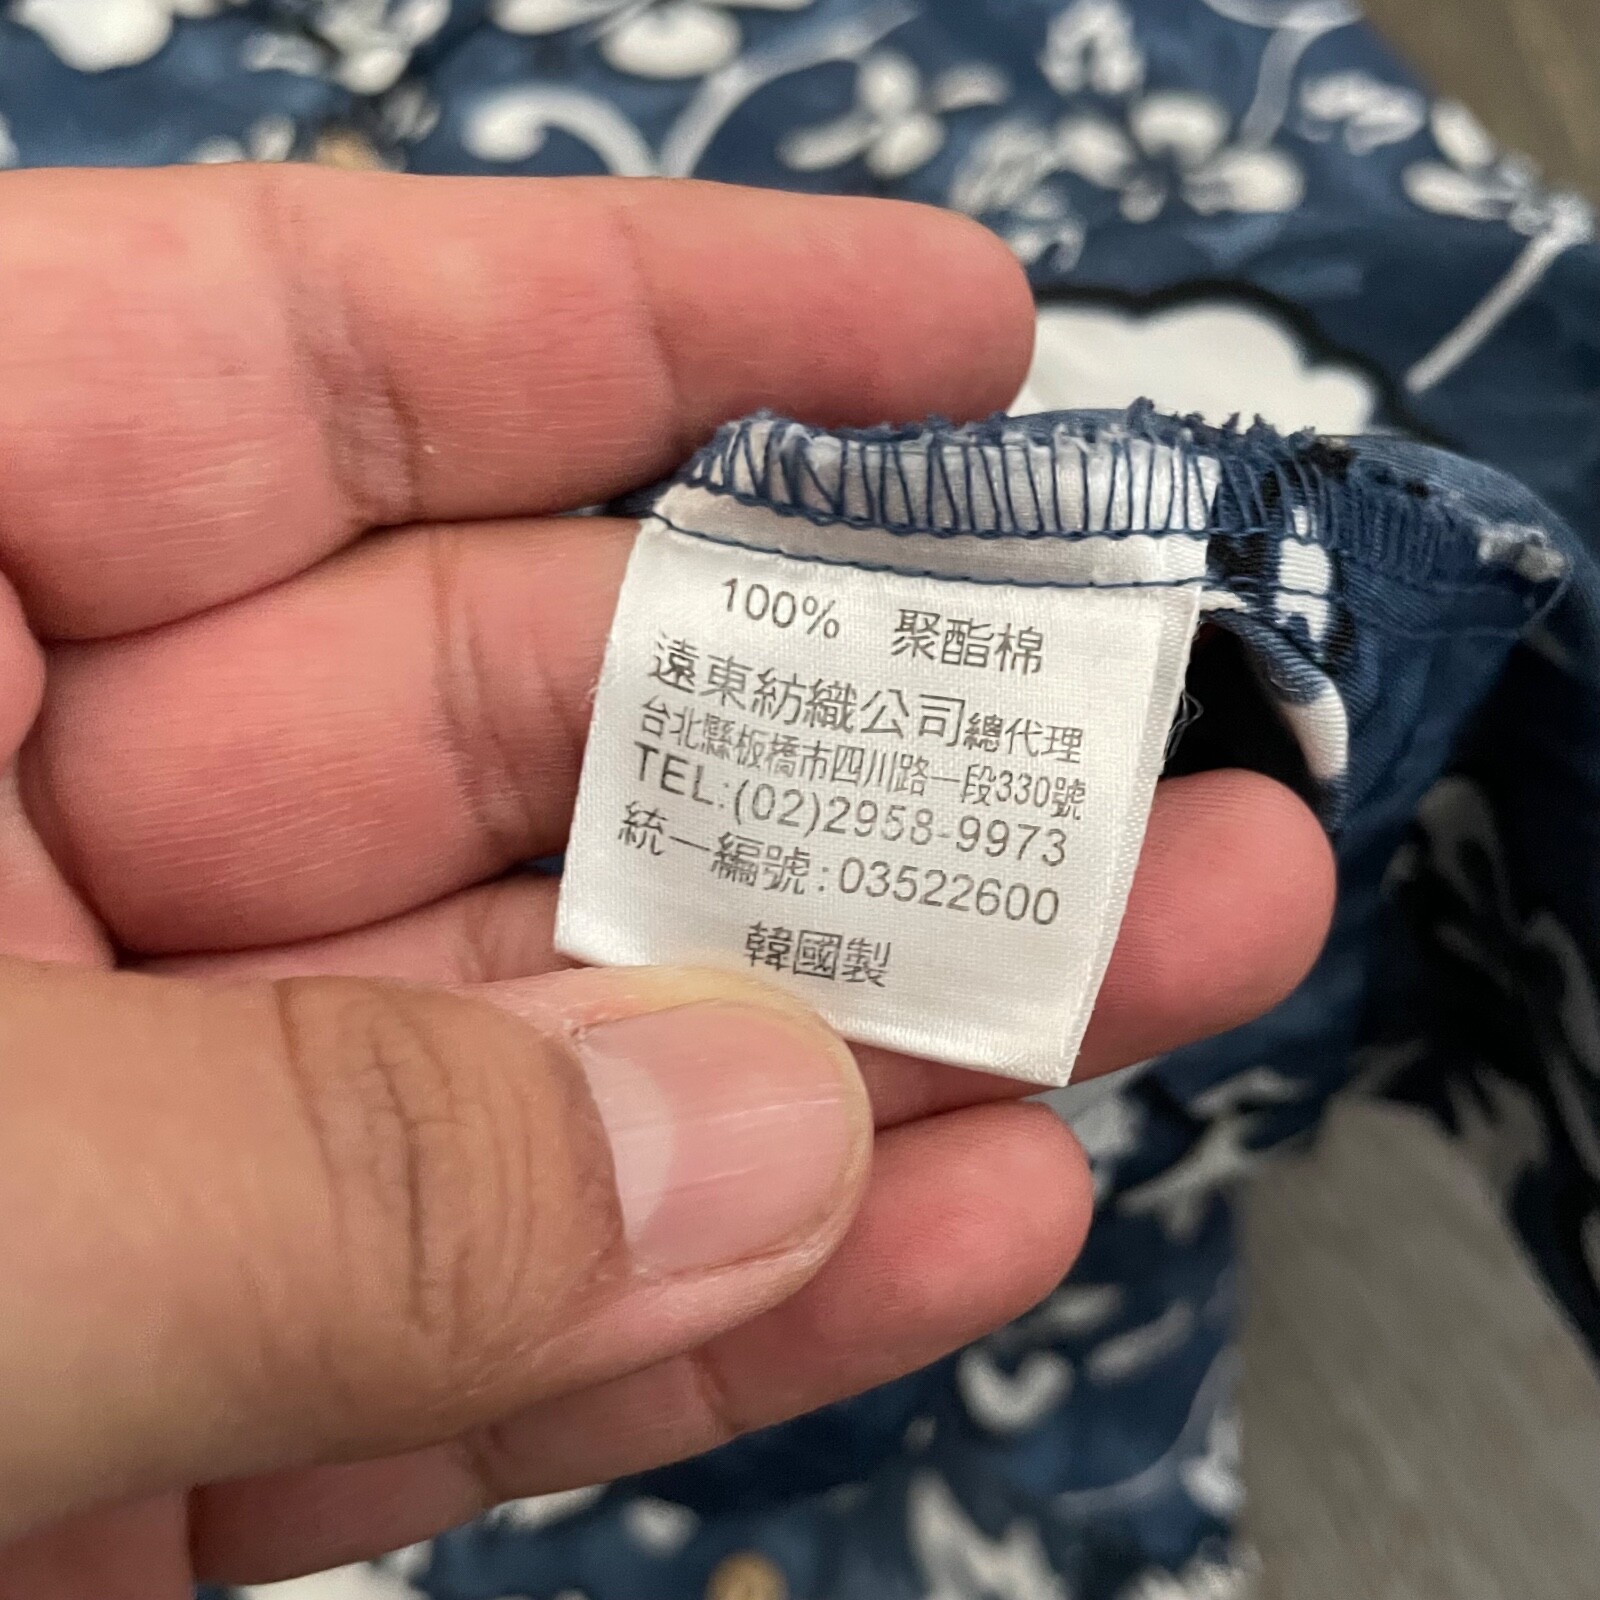 100% 聚酯棉
遠東紡織公司總代理
台北縣板橋市四川路一段330號
TEL:(02)2958-9973
統一編號:03522600
韓國製